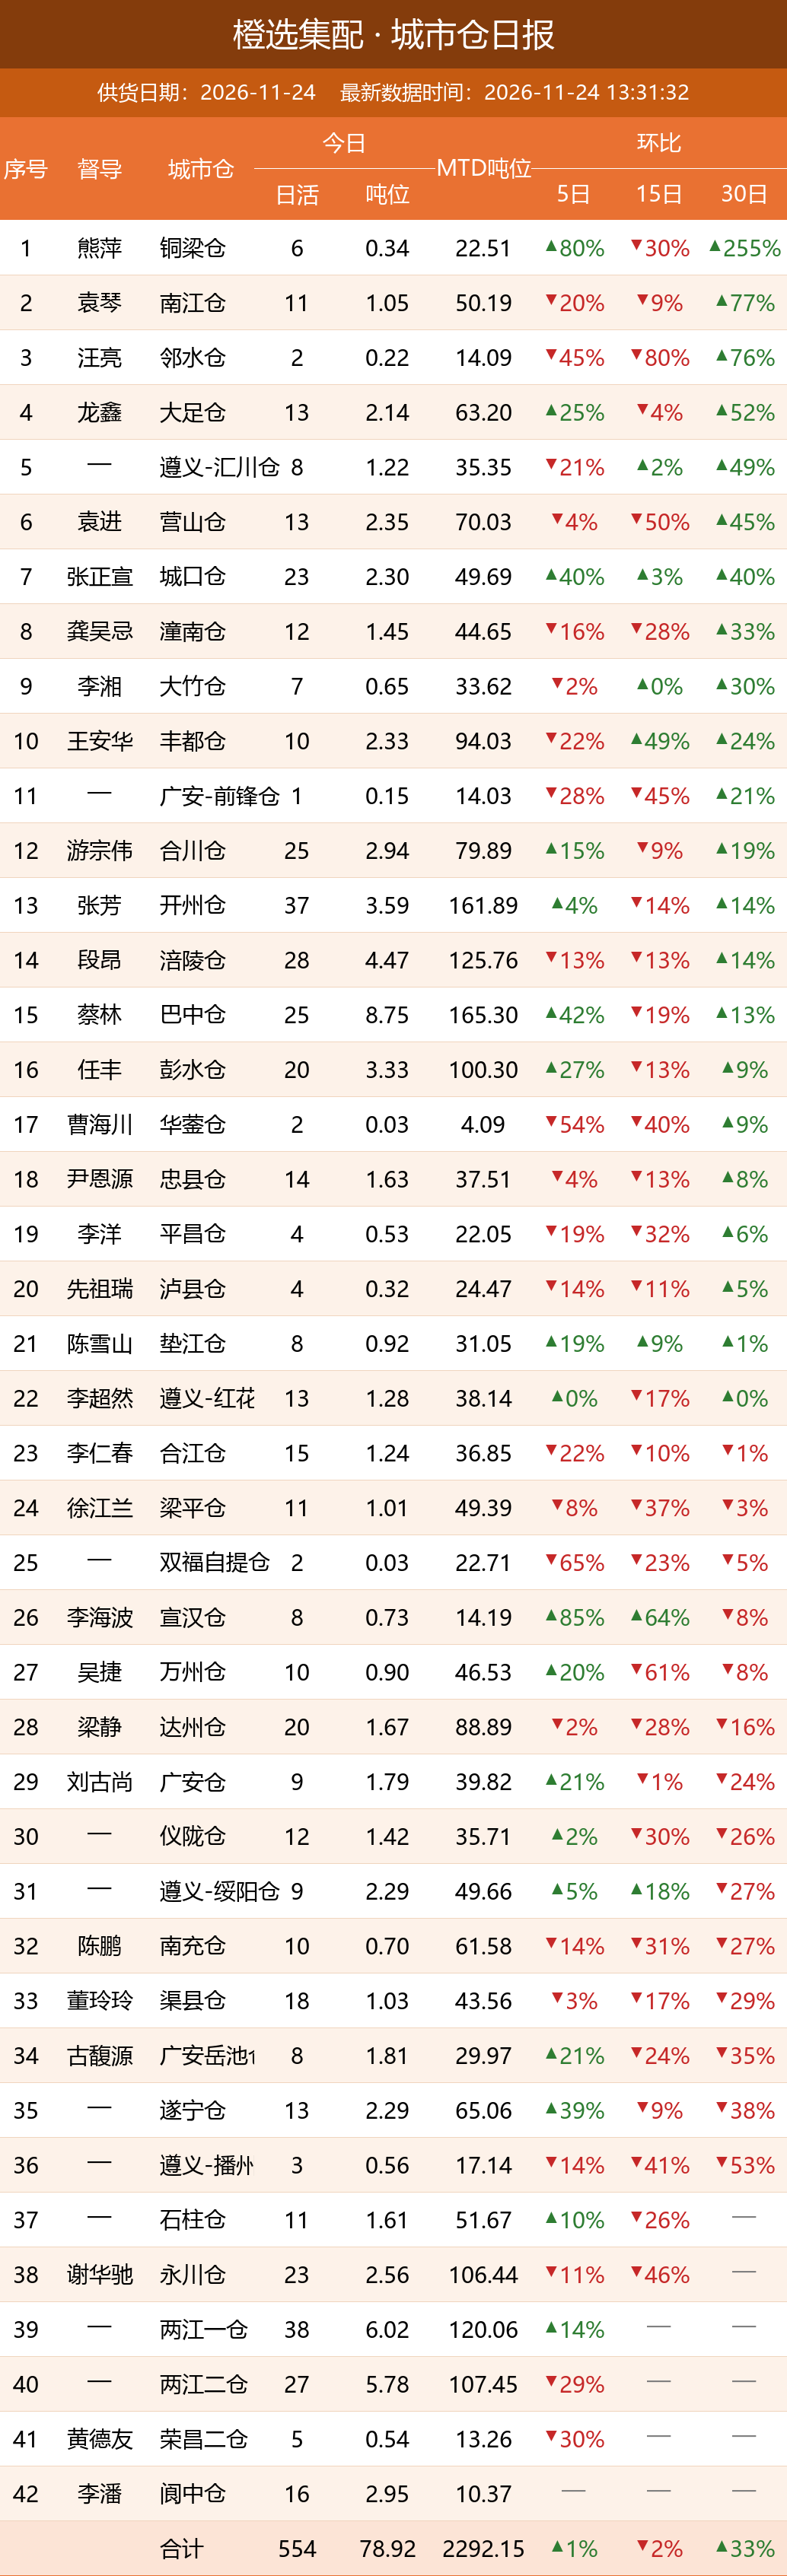 橙选集配 · 城市仓日报
供货日期：2026-11-24 最新数据时间：2026-11-24 13:31:32
序号 督导 城市仓 今日 MTD吨位 环比
日活 吨位 5日 15日 30日
1 熊萍 铜梁仓 6 0.34 22.51 ▲80% ▼30% ▲255%
2 袁琴 南江仓 11 1.05 50.19 ▼20% ▼9% ▲77%
3 汪亮 邻水仓 2 0.22 14.09 ▼45% ▼80% ▲76%
4 龙鑫 大足仓 13 2.14 63.20 ▲25% ▼4% ▲52%
5 — 遵义-汇川仓 8 1.22 35.35 ▼21% ▲2% ▲49%
6 袁进 营山仓 13 2.35 70.03 ▼4% ▼50% ▲45%
7 张正宣 城口仓 23 2.30 49.69 ▲40% ▲3% ▲40%
8 龚吴忌 潼南仓 12 1.45 44.65 ▼16% ▼28% ▲33%
9 李湘 大竹仓 7 0.65 33.62 ▼2% ▲0% ▲30%
10 王安华 丰都仓 10 2.33 94.03 ▼22% ▲49% ▲24%
11 — 广安-前锋仓 1 0.15 14.03 ▼28% ▼45% ▲21%
12 游宗伟 合川仓 25 2.94 79.89 ▲15% ▼9% ▲19%
13 张芳 开州仓 37 3.59 161.89 ▲4% ▼14% ▲14%
14 段昂 涪陵仓 28 4.47 125.76 ▼13% ▼13% ▲14%
15 蔡林 巴中仓 25 8.75 165.30 ▲42% ▼19% ▲13%
16 任丰 彭水仓 20 3.33 100.30 ▲27% ▼13% ▲9%
17 曹海川 华蓥仓 2 0.03 4.09 ▼54% ▼40% ▲9%
18 尹恩源 忠县仓 14 1.63 37.51 ▼4% ▼13% ▲8%
19 李洋 平昌仓 4 0.53 22.05 ▼19% ▼32% ▲6%
20 先祖瑞 泸县仓 4 0.32 24.47 ▼14% ▼11% ▲5%
21 陈雪山 垫江仓 8 0.92 31.05 ▲19% ▲9% ▲1%
22 李超然 遵义-红花 13 1.28 38.14 ▲0% ▼17% ▲0%
23 李仁春 合江仓 15 1.24 36.85 ▼22% ▼10% ▼1%
24 徐江兰 梁平仓 11 1.01 49.39 ▼8% ▼37% ▼3%
25 — 双福自提仓 2 0.03 22.71 ▼65% ▼23% ▼5%
26 李海波 宣汉仓 8 0.73 14.19 ▲85% ▲64% ▼8%
27 吴捷 万州仓 10 0.90 46.53 ▲20% ▼61% ▼8%
28 梁静 达州仓 20 1.67 88.89 ▼2% ▼28% ▼16%
29 刘古尚 广安仓 9 1.79 39.82 ▲21% ▼1% ▼24%
30 — 仪陇仓 12 1.42 35.71 ▲2% ▼30% ▼26%
31 — 遵义-绥阳仓 9 2.29 49.66 ▲5% ▲18% ▼27%
32 陈鹏 南充仓 10 0.70 61.58 ▼14% ▼31% ▼27%
33 董玲玲 渠县仓 18 1.03 43.56 ▼3% ▼17% ▼29%
34 古馥源 广安岳池仓 8 1.81 29.97 ▲21% ▼24% ▼35%
35 — 遂宁仓 13 2.29 65.06 ▲39% ▼9% ▼38%
36 — 遵义-播州 3 0.56 17.14 ▼14% ▼41% ▼53%
37 — 石柱仓 11 1.61 51.67 ▲10% ▼26% —
38 谢华驰 永川仓 23 2.56 106.44 ▼11% ▼46% —
39 — 两江一仓 38 6.02 120.06 ▲14% — —
40 — 两江二仓 27 5.78 107.45 ▼29% — —
41 黄德友 荣昌二仓 5 0.54 13.26 ▼30% — —
42 李潘 阆中仓 16 2.95 10.37 — — —
合计 554 78.92 2292.15 ▲1% ▼2% ▲33%